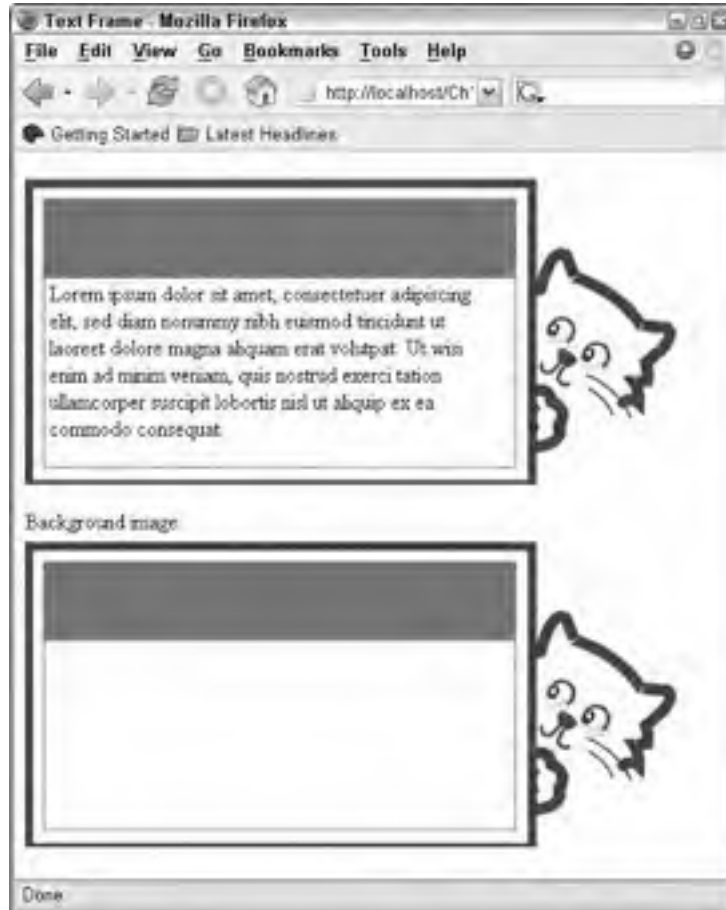 Text Frame - Mozilla Firefox
File Edit View Go Bookmarks Tools Help
http://localhost/Ch
Getting Started Latest Headlines
Lorem ipsum dolor sit amet, consectetuer adipiscing
elit, sed diam nonummy nibh euismod tincidunt ut
laoreet dolore magna aliquam erat volutpat. Ut wisi
enim ad minim veniam, quis nostrud exerci tation
ullamcorper suscipit lobortis nisl ut aliquip ex ea
commodo consequat.
Background image
Done